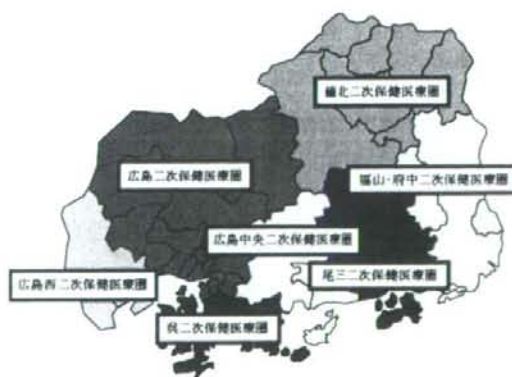 備北二次保健医療圏
広島二次保健医療圏
福山・府中二次保健医療圏
広島中央二次保健医療圏
広島西二次保健医療圏
尾三二次保健医療圏
呉二次保健医療圏